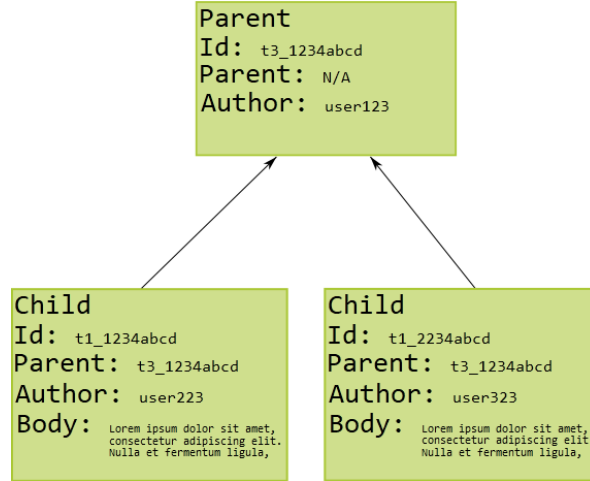 Parent
Id: t3_1234abcd
Parent: N/A
Author: user123
Child
Id: t1_1234abcd
Parent: t3_1234abcd
Author: user223
Body: Lorem ipsum dolor sit amet,
consectetur adipiscing elit.
Nulla et fermentum ligula,
Child
Id: t1_2234abcd
Parent: t3_1234abcd
Author: user323
Body: Lorem ipsum dolor sit amet,
consectetur adipiscing elit
Nulla et fermentum ligula,